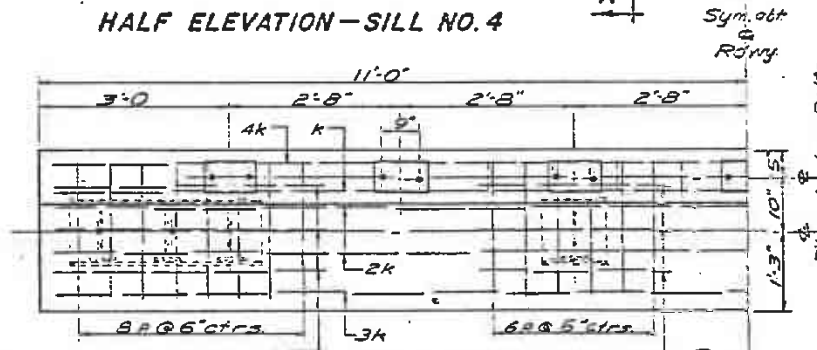 HALF ELEVATION—SILL NO. 4
Sym. abt.
℄
Rdwy.
11'-0"
3'-0 2'-8" 2'-8" 2'-8"
9"
4k k
5"
10"
1'-3"
2k
3k
8 P @ 6" ctrs. 6 P @ 6" ctrs.